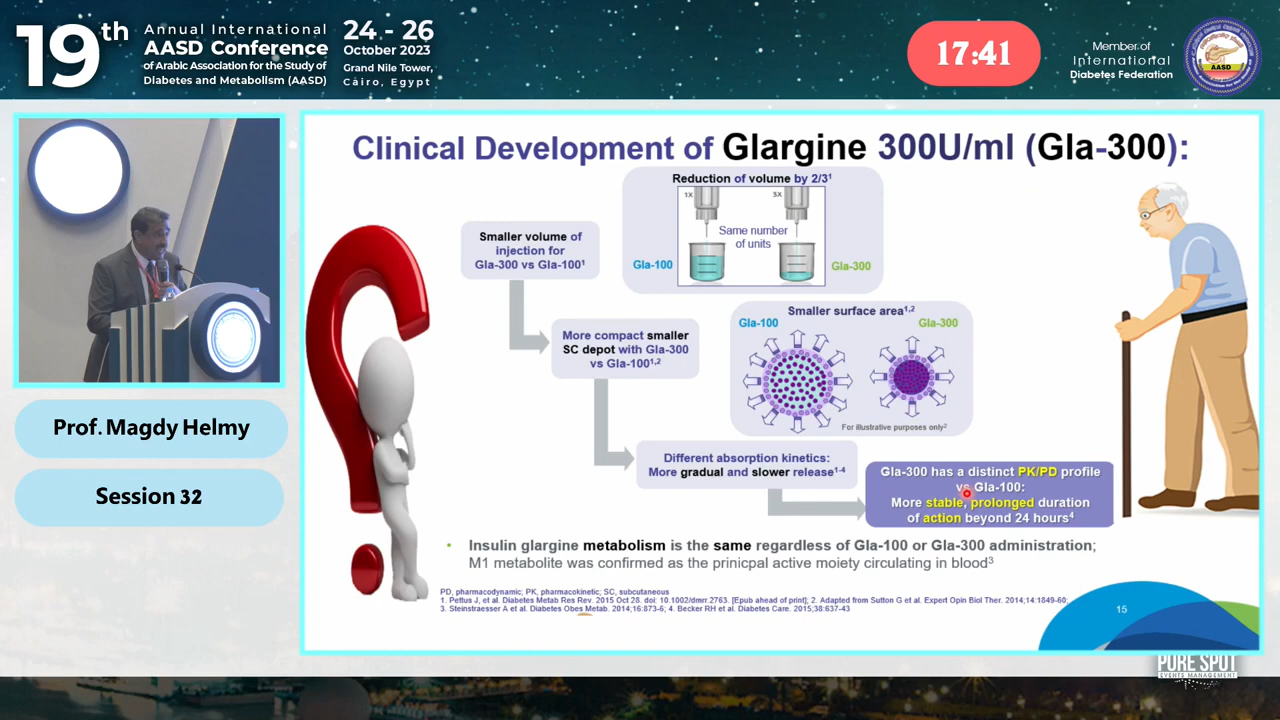 19th
Annual International
AASD Conference
of Arabic Association for the Study of
Diabetes and Metabolism (AASD)
24 - 26
October 2023
Grand Nile Tower,
Cairo, Egypt
17:41
Member of
International
Diabetes Federation
AASD
Prof. Magdy Helmy
Session 32
Clinical Development of Glargine 300U/ml (Gla-300):
Reduction of volume by 2/3¹
1X
3X
Same number
of units
Gla-100
Gla-300
Smaller volume of
injection for
Gla-300 vs Gla-100¹
Smaller surface area¹,²
Gla-100
Gla-300
For illustrative purposes only²
More compact smaller
SC depot with Gla-300
vs Gla-100¹,²
Different absorption kinetics:
More gradual and slower release¹-⁴
Gla-300 has a distinct PK/PD profile
vs Gla-100:
More stable, prolonged duration
of action beyond 24 hours⁴
• Insulin glargine metabolism is the same regardless of Gla-100 or Gla-300 administration;
M1 metabolite was confirmed as the prinicpal active moiety circulating in blood³
PD, pharmacodynamic; PK, pharmacokinetic; SC, subcutaneous
1. Pettus J, et al. Diabetes Metab Res Rev. 2015 Oct 28. doi: 10.1002/dmrr.2763. [Epub ahead of print]; 2. Adapted from Sutton G et al. Expert Opin Biol Ther. 2014;14:1849-60;
3. Steinstraesser A et al. Diabetes Obes Metab. 2014;16:873-6; 4. Becker RH et al. Diabetes Care. 2015;38:637-43
15
PURE SPOT
EVENTS MANAGEMENT